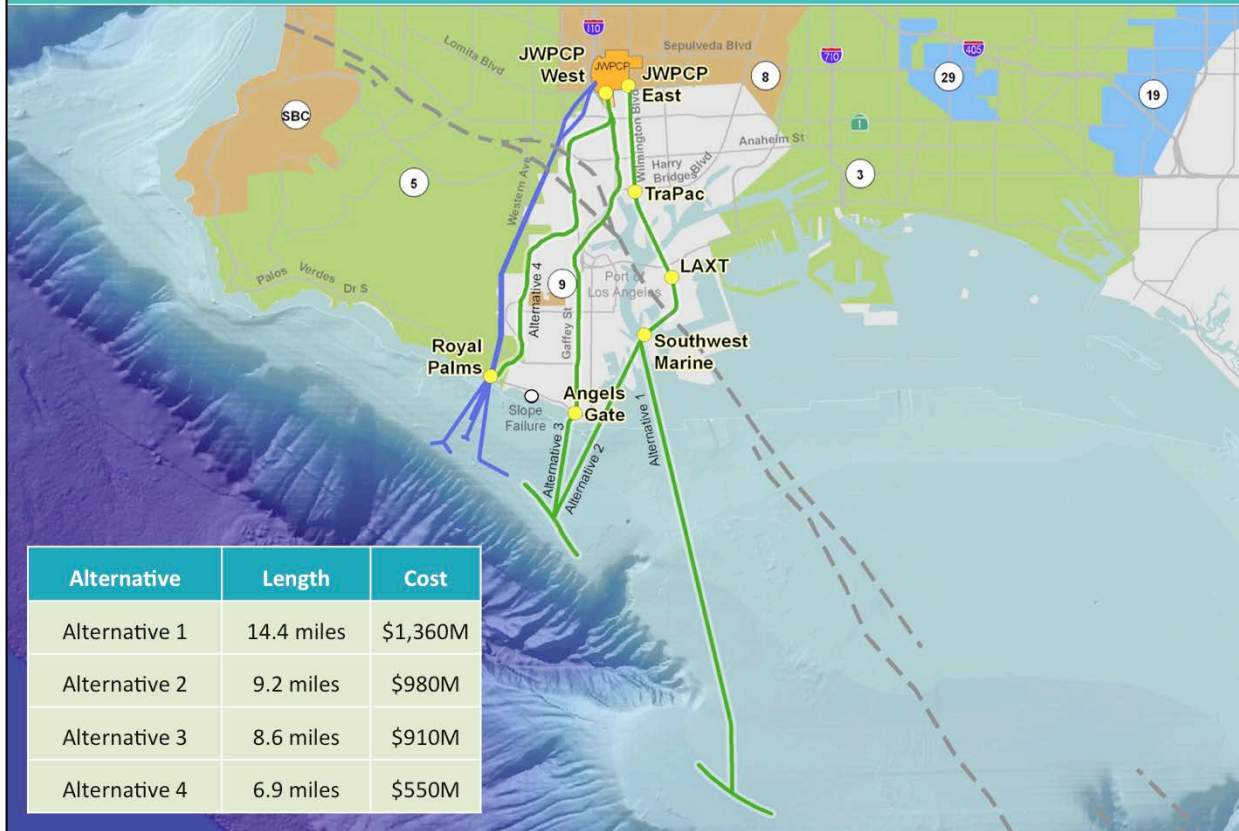 110
Lomita Blvd
Sepulveda Blvd
710
405
JWPCP
West
JWPCP
JWPCP
East
8
29
19
SBC
1
Wilmington Blvd
Anaheim St
Harry
Bridges Blvd
5
Western Ave
3
TraPac
Palos Verdes Dr S
Alternative 4
9
Port of
Los Angeles
LAXT
Gaffey St
Royal
Palms
Southwest
Marine
Slope
Failure
Angels
Gate
Alternative 3
Alternative 2
Alternative 1
Alternative Length Cost
Alternative 1 14.4 miles $1,360M
Alternative 2 9.2 miles $980M
Alternative 3 8.6 miles $910M
Alternative 4 6.9 miles $550M